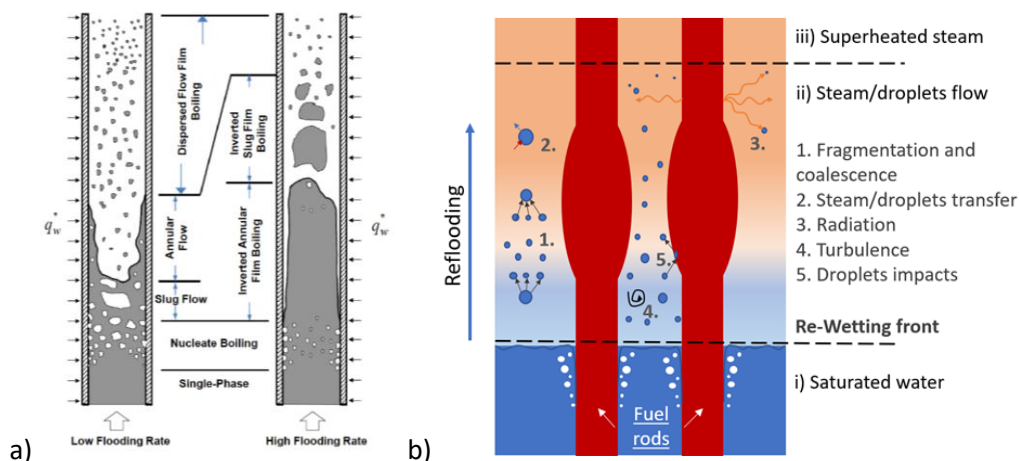 a)
q*w
Dispersed Flow Film
Boiling
Inverted
Slug Film
Boiling
Annular
Flow
Inverted Annular
Film Boiling
Slug Flow
Nucleate Boiling
Single-Phase
q*w
Low Flooding Rate
High Flooding Rate
b)
Reflooding
1.
2.
3.
4.
5.
Fuel
rods
iii) Superheated steam
ii) Steam/droplets flow
1. Fragmentation and
coalescence
2. Steam/droplets transfer
3. Radiation
4. Turbulence
5. Droplets impacts
Re-Wetting front
i) Saturated water